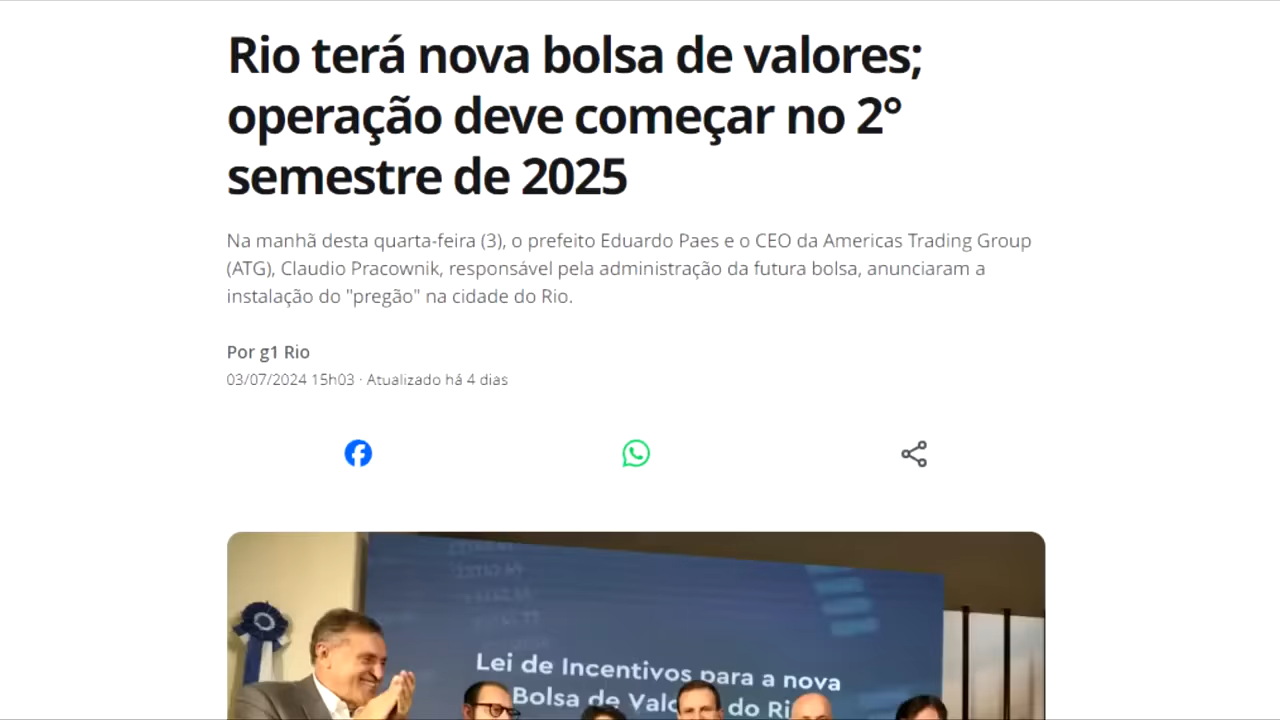 Rio terá nova bolsa de valores;
operação deve começar no 2°
semestre de 2025
Na manhã desta quarta-feira (3), o prefeito Eduardo Paes e o CEO da Americas Trading Group
(ATG), Claudio Pracownik, responsável pela administração da futura bolsa, anunciaram a
instalação do "pregão" na cidade do Rio.
Por g1 Rio
03/07/2024 15h03 · Atualizado há 4 dias
Lei de Incentivos para a nova
Bolsa de Valo do Ri